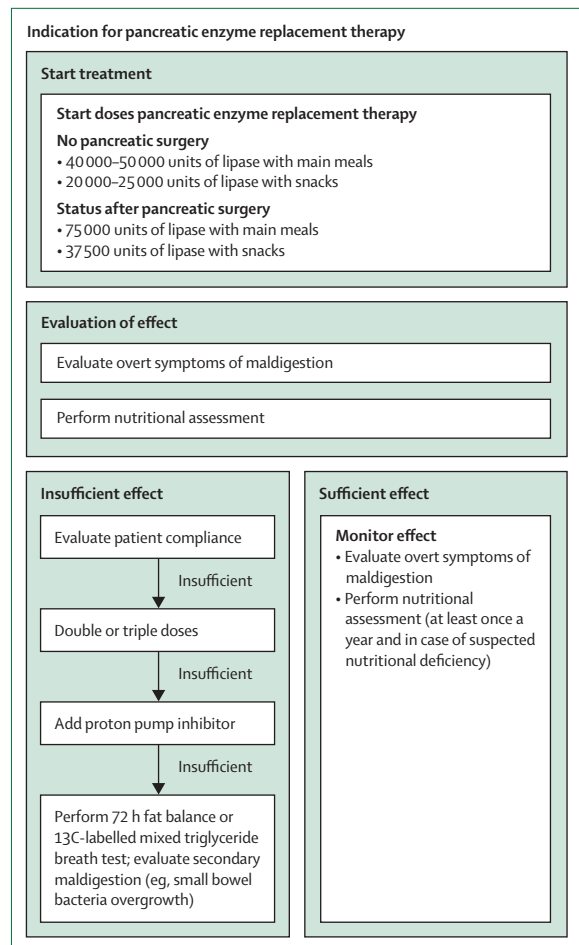 Indication for pancreatic enzyme replacement therapy
Start treatment
Start doses pancreatic enzyme replacement therapy
No pancreatic surgery
• 40 000–50 000 units of lipase with main meals
• 20 000–25 000 units of lipase with snacks
Status after pancreatic surgery
• 75 000 units of lipase with main meals
• 37 500 units of lipase with snacks
Evaluation of effect
Evaluate overt symptoms of maldigestion
Perform nutritional assessment
Insufficient effect
Evaluate patient compliance
Insufficient
Double or triple doses
Insufficient
Add proton pump inhibitor
Insufficient
Perform 72 h fat balance or
13C-labelled mixed triglyceride
breath test; evaluate secondary
maldigestion (eg, small bowel
bacteria overgrowth)
Sufficient effect
Monitor effect
• Evaluate overt symptoms of
maldigestion
• Perform nutritional
assessment (at least once a
year and in case of suspected
nutritional deficiency)